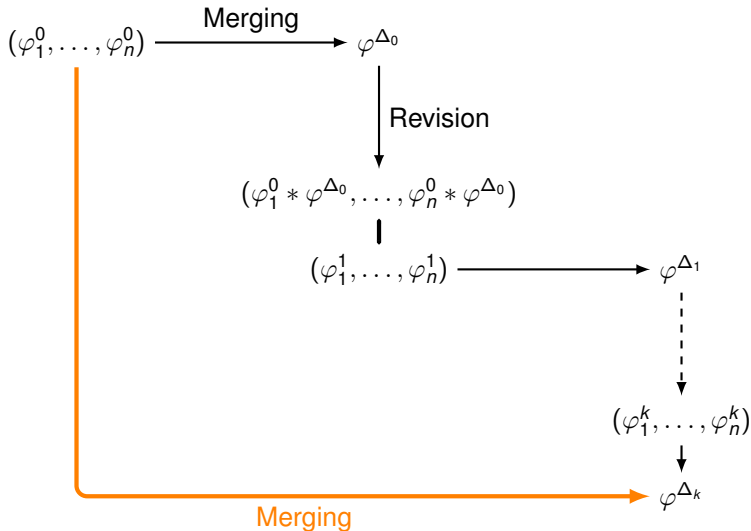 Merging
(φ₁⁰, . . . , φₙ⁰) φ^Δ₀
Revision
(φ₁⁰ ∗ φ^Δ₀, . . . , φₙ⁰ ∗ φ^Δ₀)
(φ₁¹, . . . , φₙ¹) φ^Δ₁
(φ₁ᵏ, . . . , φₙᵏ)
φ^Δₖ
Merging